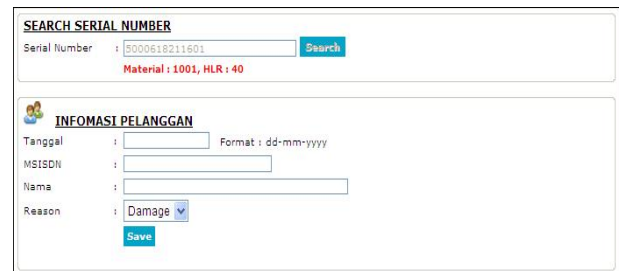 SEARCH SERIAL NUMBER
Serial Number : 5000618211601 Search
Material : 1001, HLR : 40
INFOMASI PELANGGAN
Tanggal : Format : dd-mm-yyyy
MSISDN :
Nama :
Reason : Damage
Save